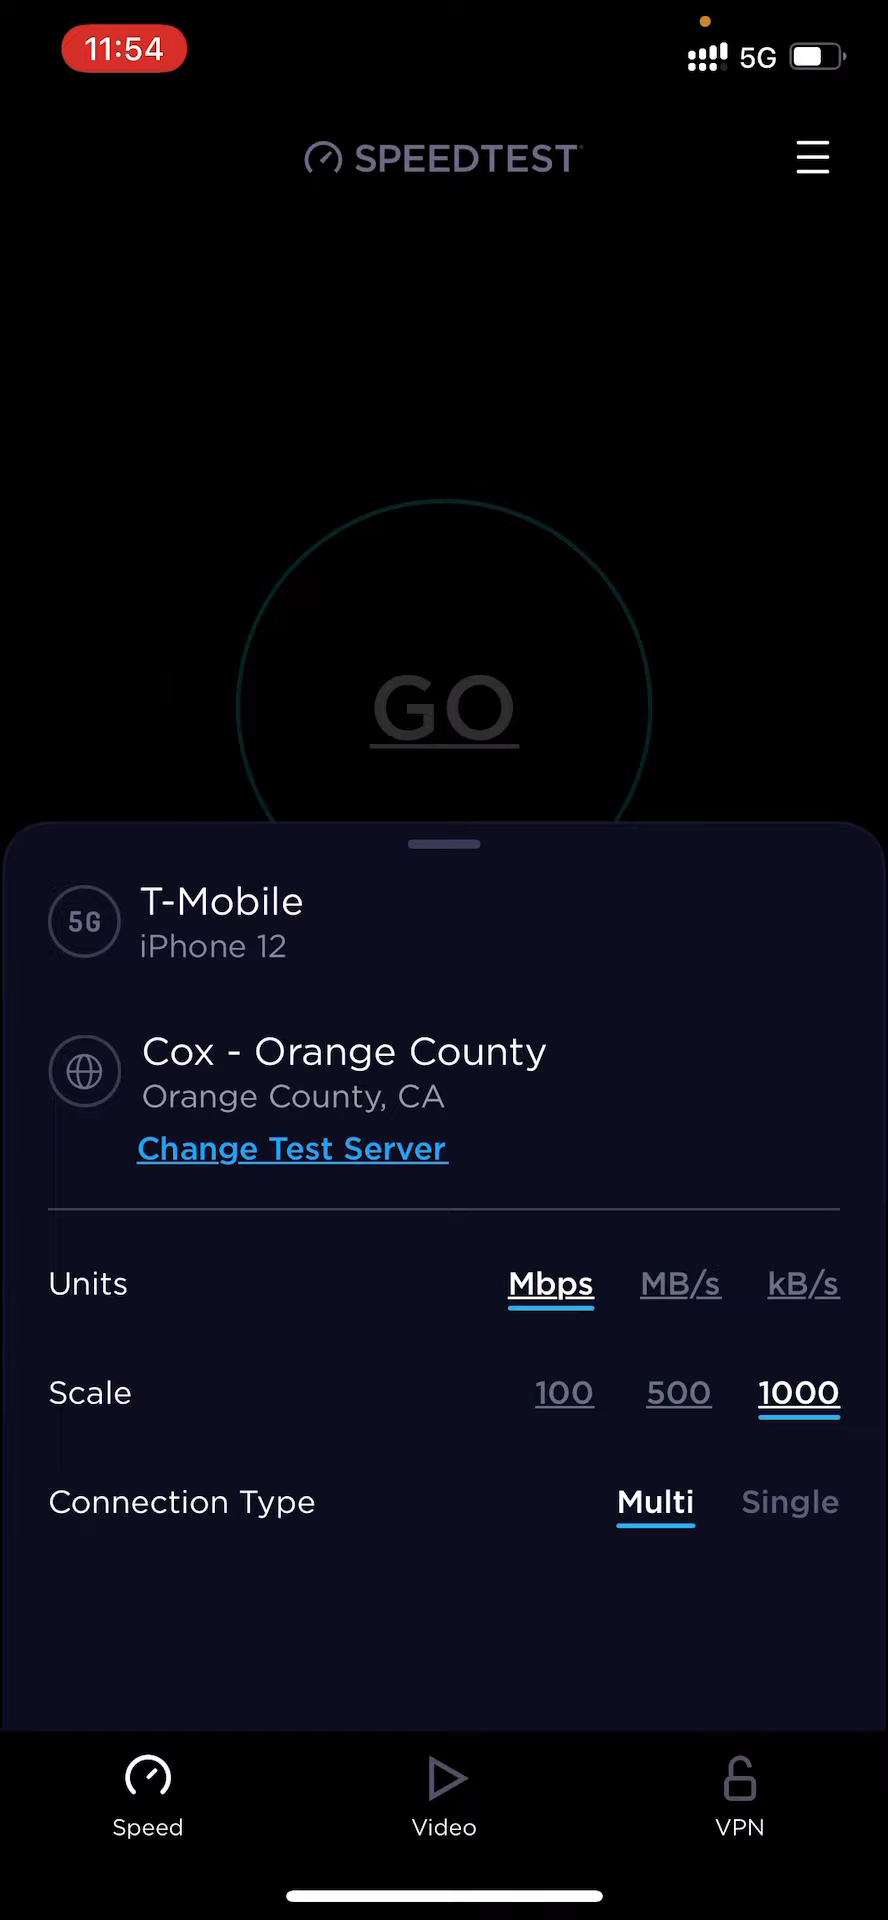 11:54
5G
SPEEDTEST
GO
5G
T-Mobile
iPhone 12
Cox - Orange County
Orange County, CA
Change Test Server
Units Mbps MB/s kB/s
Scale 100 500 1000
Connection Type Multi Single
Speed Video VPN